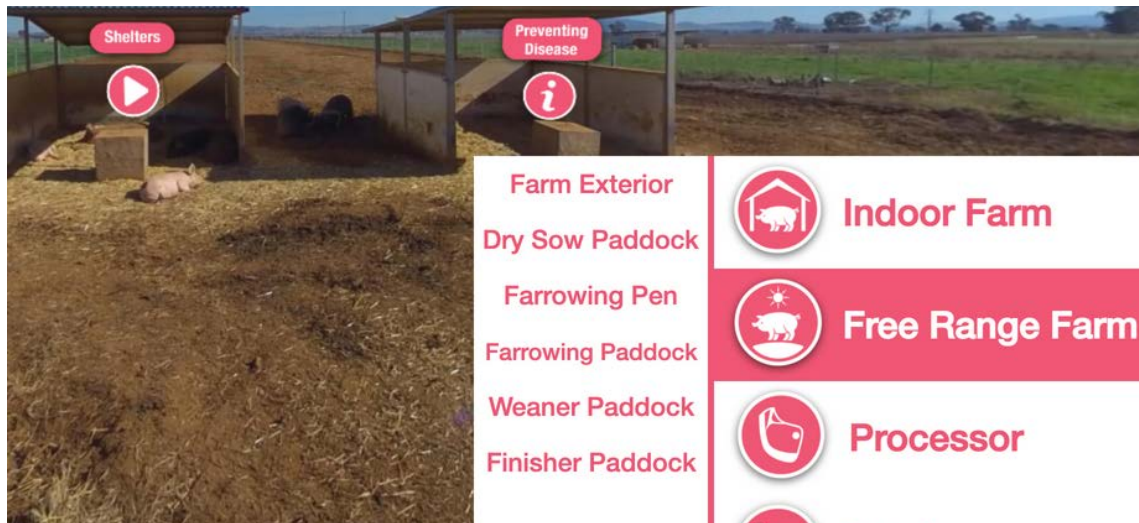 Shelters
Preventing
Disease
i
Farm Exterior
Dry Sow Paddock
Farrowing Pen
Farrowing Paddock
Weaner Paddock
Finisher Paddock
Indoor Farm
Free Range Farm
Processor